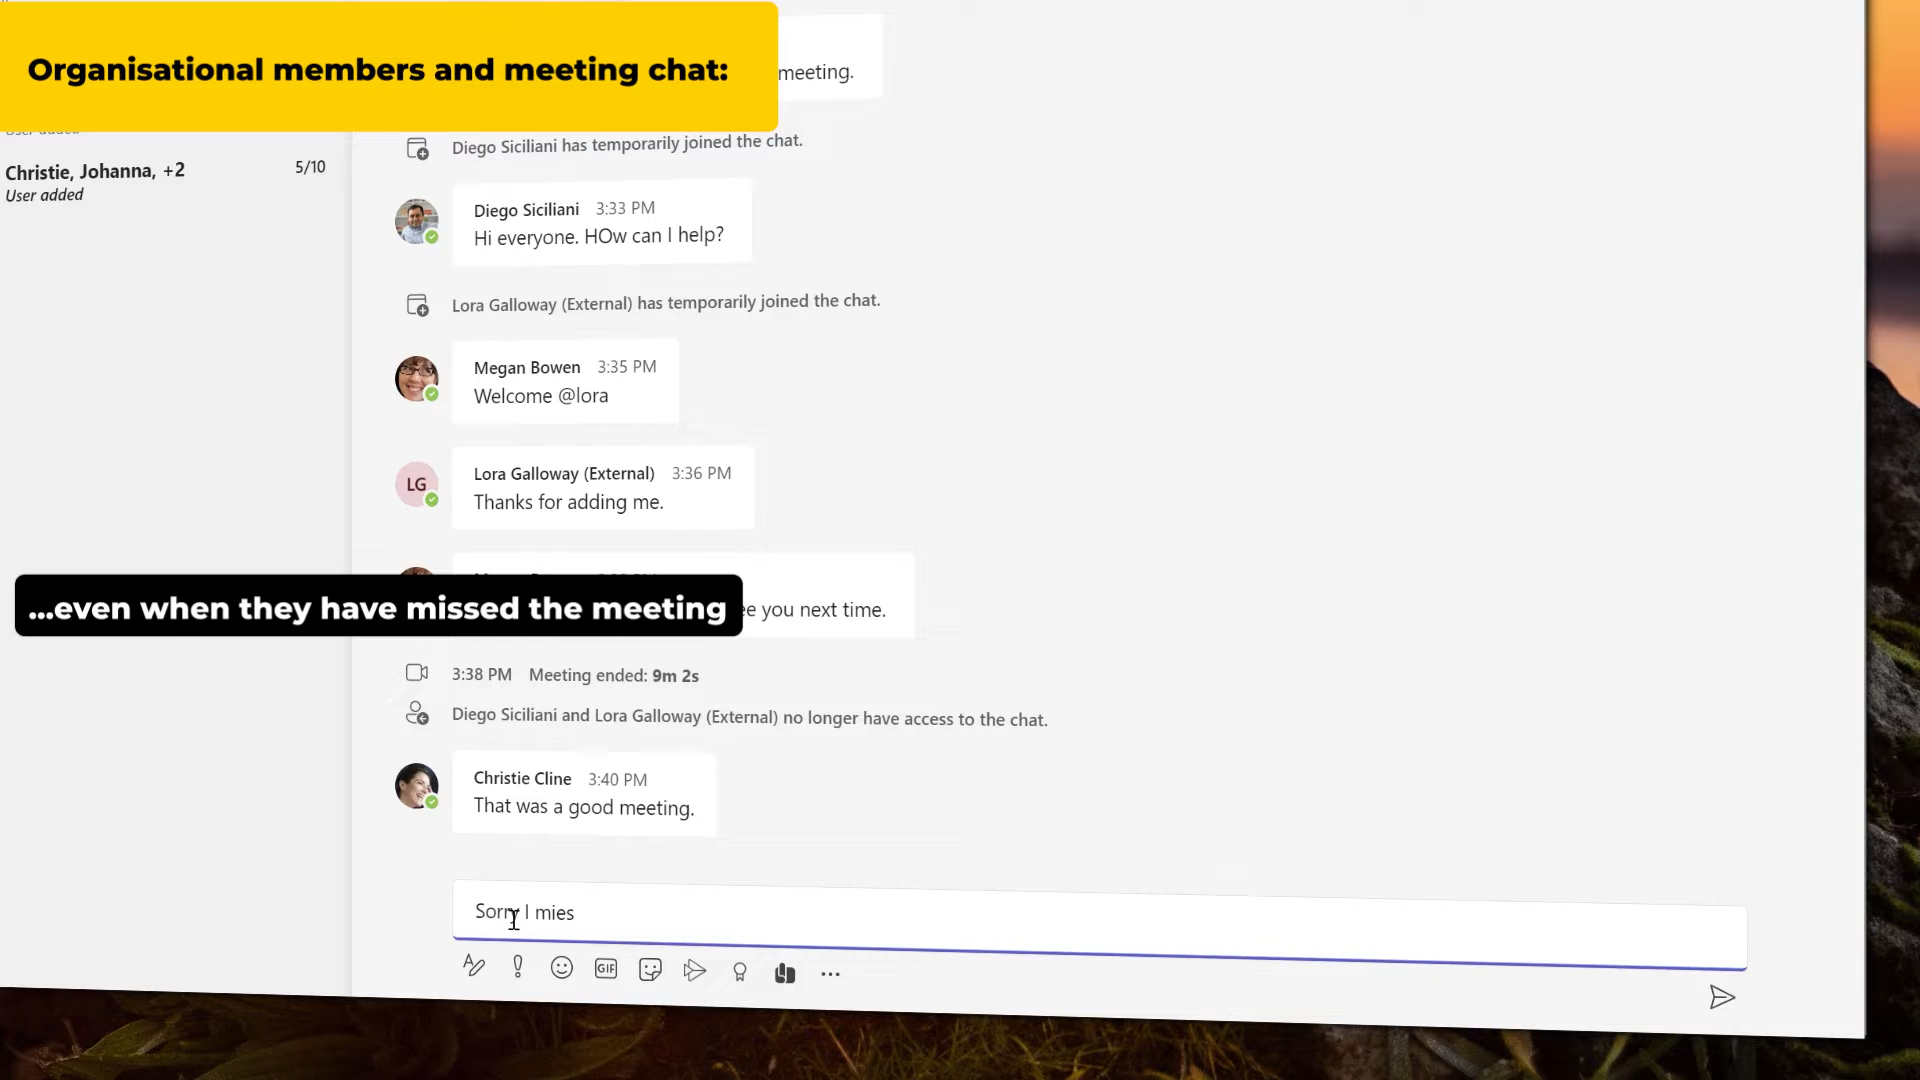 Organisational members and meeting chat:
meeting.
User added
Christie, Johanna, +2
5/10
User added
Diego Siciliani has temporarily joined the chat.
Diego Siciliani 3:33 PM
Hi everyone. HOw can I help?
Lora Galloway (External) has temporarily joined the chat.
Megan Bowen 3:35 PM
Welcome @lora
LG
Lora Galloway (External) 3:36 PM
Thanks for adding me.
...even when they have missed the meeting
ee you next time.
3:38 PM Meeting ended: 9m 2s
Diego Siciliani and Lora Galloway (External) no longer have access to the chat.
Christie Cline 3:40 PM
That was a good meeting.
Sorry I mies
GIF